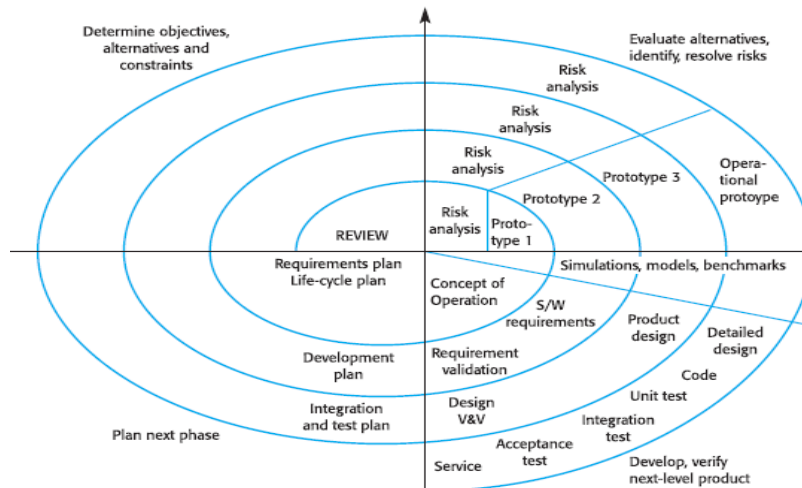 Determine objectives,
alternatives and
constraints
Evaluate alternatives,
identify, resolve risks
Risk
analysis
Risk
analysis
Risk
analysis
Opera-
tional
protoype
Prototype 3
Prototype 2
Risk
analysis
Proto-
type 1
REVIEW
Requirements plan
Life-cycle plan
Simulations, models, benchmarks
Concept of
Operation
S/W
requirements
Product
design
Detailed
design
Development
plan
Requirement
validation
Code
Unit test
Integration
and test plan
Design
V&V
Integration
test
Plan next phase
Acceptance
test
Service
Develop, verify
next-level product